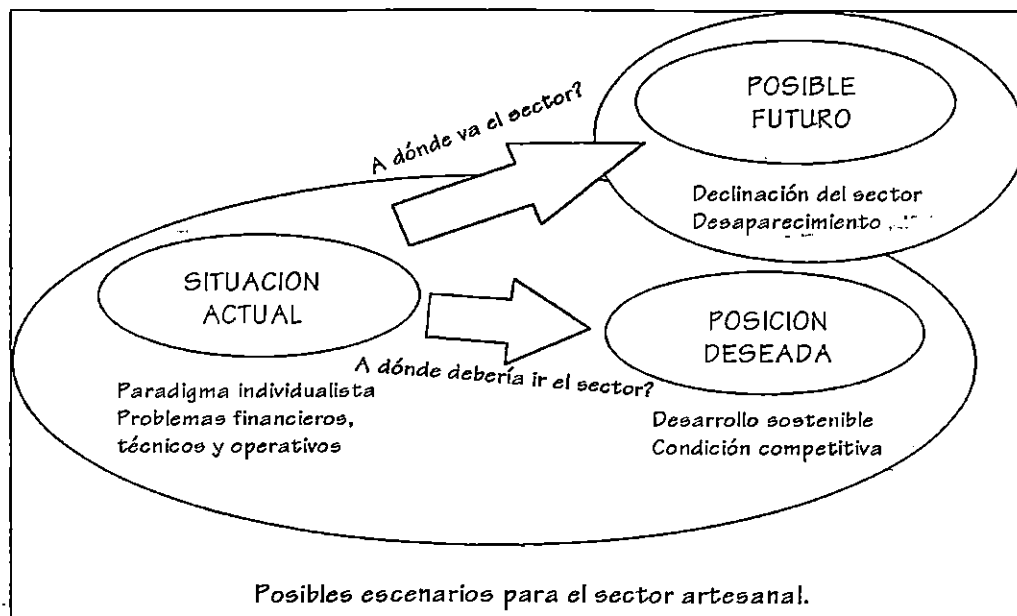 A dónde va el sector?
POSIBLE
FUTURO
Declinación del sector
Desaparecimiento
SITUACION
ACTUAL
Paradigma individualista
Problemas financieros,
técnicos y operativos
A dónde debería ir el sector?
POSICION
DESEADA
Desarrollo sostenible
Condición competitiva
Posibles escenarios para el sector artesanal.